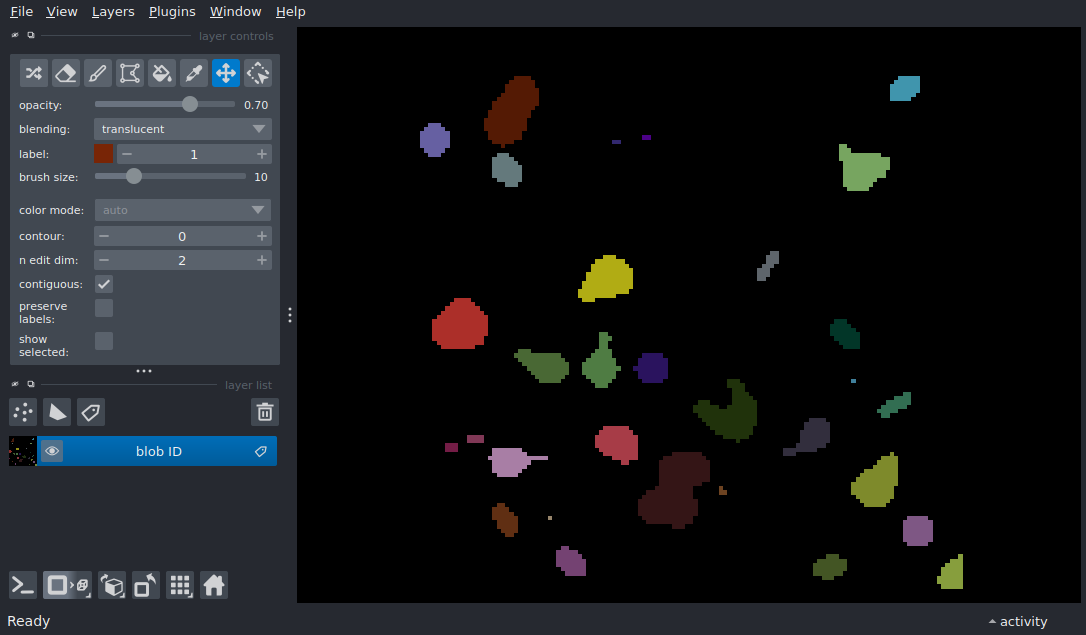 File View Layers Plugins Window Help
layer controls
opacity: 0.70
blending: translucent
label: 1
brush size: 10
color mode: auto
contour: 0
n edit dim: 2
contiguous:
preserve
labels:
show
selected:
layer list
blob ID
Ready activity